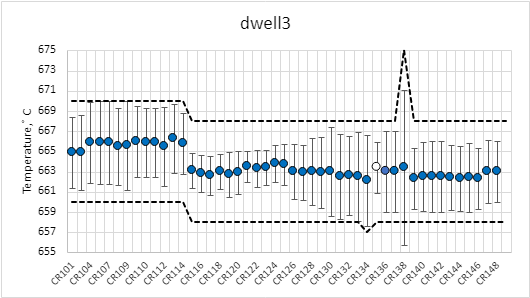 dwell3
Temperature,° C
675
673
671
669
667
665
663
661
659
657
655
CR101
CR104
CR107
CR109
CR112
CR114
CR116
CR118
CR120
CR122
CR124
CR126
CR128
CR130
CR132
CR134
CR136
CR138
CR140
CR142
CR144
CR146
CR148